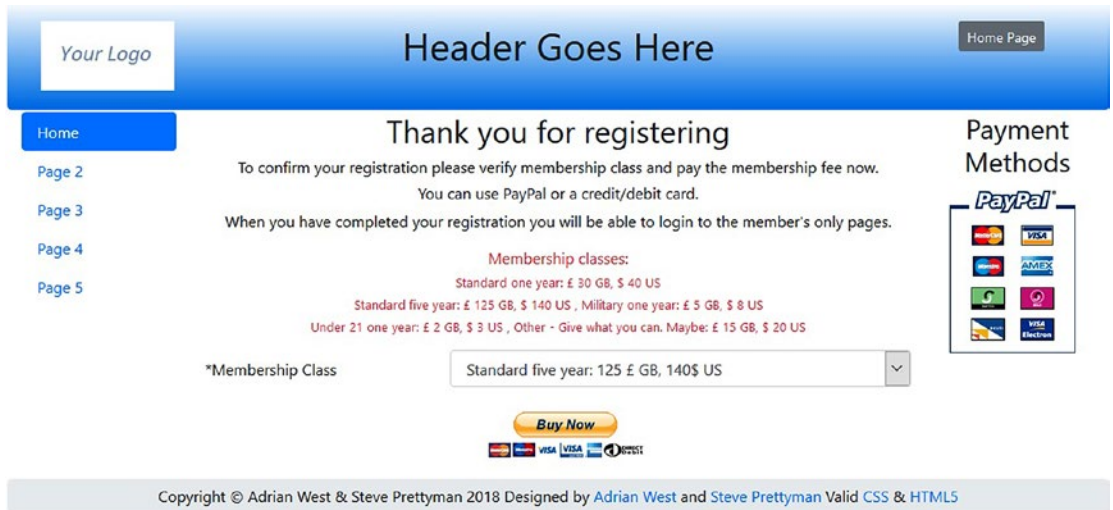 Your Logo
Header Goes Here
Home Page
Home
Page 2
Page 3
Page 4
Page 5
Thank you for registering
To confirm your registration please verify membership class and pay the membership fee now.
You can use PayPal or a credit/debit card.
When you have completed your registration you will be able to login to the member's only pages.
Membership classes:
Standard one year: £ 30 GB, $ 40 US
Standard five year: £ 125 GB, $ 140 US , Military one year: £ 5 GB, $ 8 US
Under 21 one year: £ 2 GB, $ 3 US , Other - Give what you can. Maybe: £ 15 GB, $ 20 US
*Membership Class
Standard five year: 125 £ GB, 140$ US
Buy Now
VISA VISA DIRECT Debit
Payment
Methods
PayPal
VISA
AMEX
VISA
Electron
Copyright © Adrian West & Steve Prettyman 2018 Designed by Adrian West and Steve Prettyman Valid CSS & HTML5